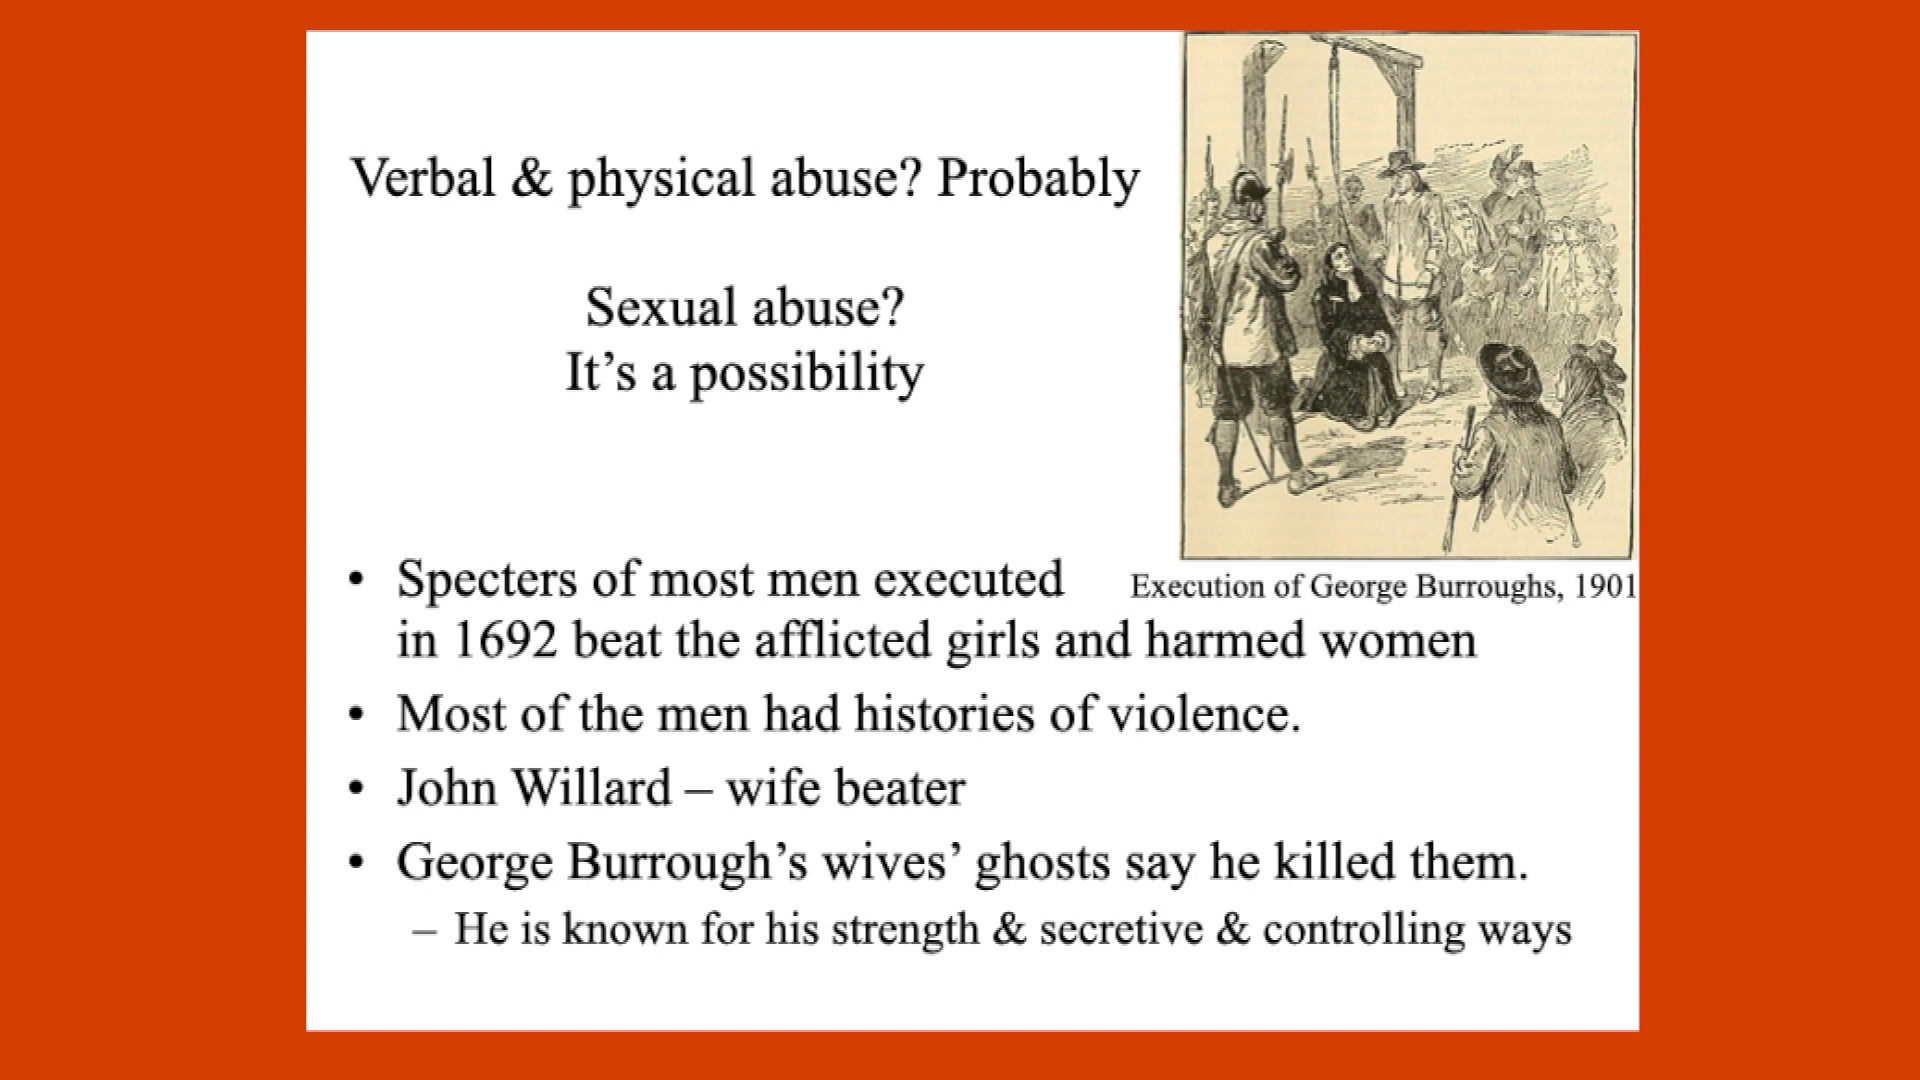 Verbal & physical abuse? Probably
Sexual abuse?
It’s a possibility
Execution of George Burroughs, 1901
• Specters of most men executed
in 1692 beat the afflicted girls and harmed women
• Most of the men had histories of violence.
• John Willard – wife beater
• George Burrough’s wives’ ghosts say he killed them.
– He is known for his strength & secretive & controlling ways